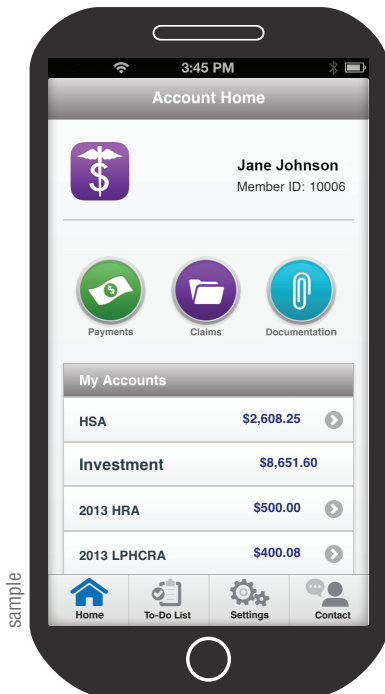 3:45 PM
Account Home
Jane Johnson
Member ID: 10006
Payments Claims Documentation
My Accounts
HSA $2,608.25
Investment $8,651.60
2013 HRA $500.00
2013 LPHCRA $400.08
Home To-Do List Settings Contact
sample